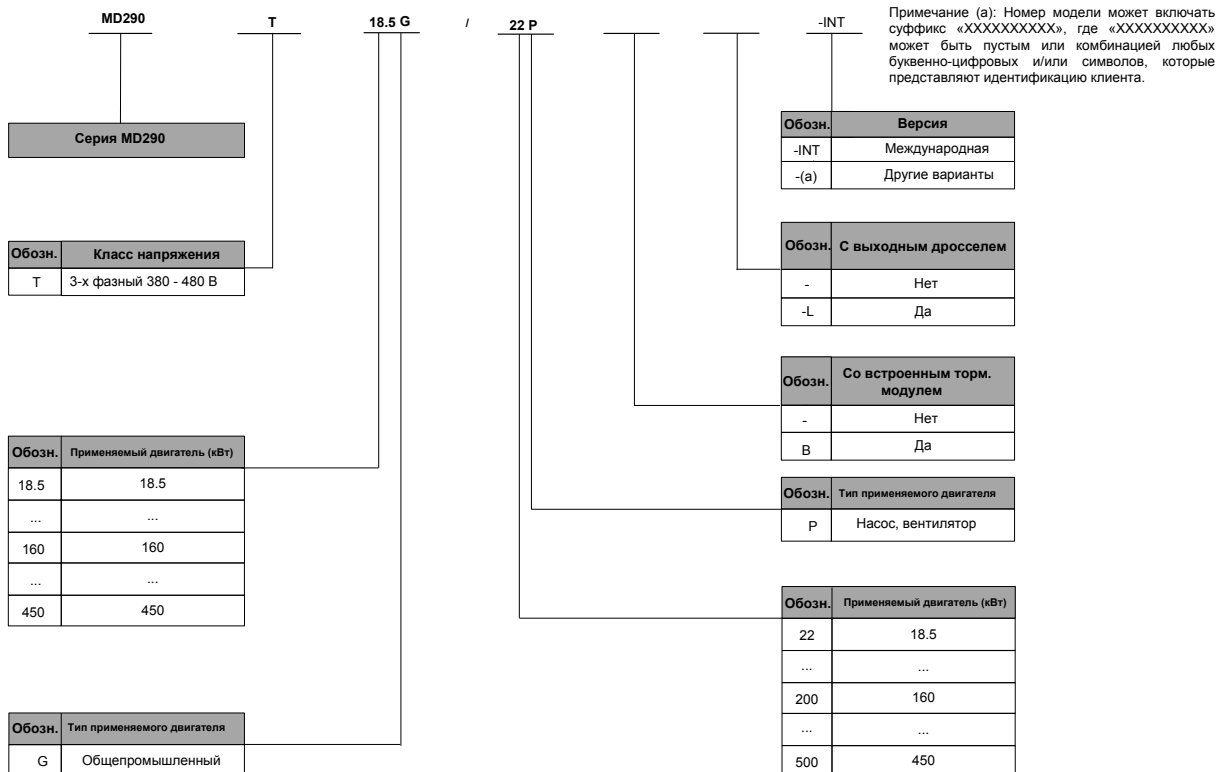 MD290 T 18.5 G / 22 P -INT
Примечание (а): Номер модели может включать
суффикс «XXXXXXXXXX», где «XXXXXXXXXX»
может быть пустым или комбинацией любых
буквенно-цифровых и/или символов, которые
представляют идентификацию клиента.
Серия MD290
Обозн. Класс напряжения
T 3-х фазный 380 - 480 В
Обозн. Применяемый двигатель (кВт)
18.5 18.5
... ...
160 160
... ...
450 450
Обозн. Тип применяемого двигателя
G Общепромышленный
Обозн. Версия
-INT Международная
-(a) Другие варианты
Обозн. С выходным дросселем
- Нет
-L Да
Обозн. Со встроенным торм.
модулем
- Нет
B Да
Обозн. Тип применяемого двигателя
P Насос, вентилятор
Обозн. Применяемый двигатель (кВт)
22 18.5
... ...
200 160
... ...
500 450